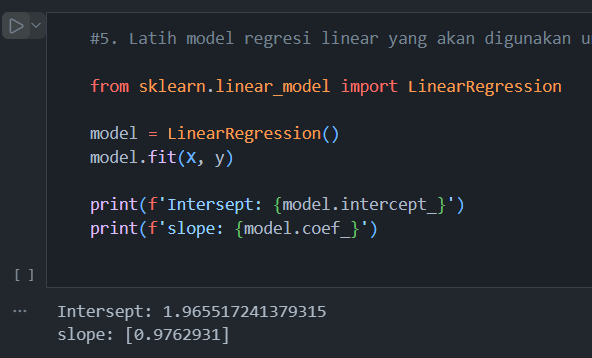 #5. Latih model regresi linear yang akan digunakan
from sklearn.linear_model import LinearRegression
model = LinearRegression()
model.fit(X, y)
print(f'Intersept: {model.intercept_}')
print(f'slope: {model.coef_}')
[ ]
... Intersept: 1.965517241379315
slope: [0.9762931]